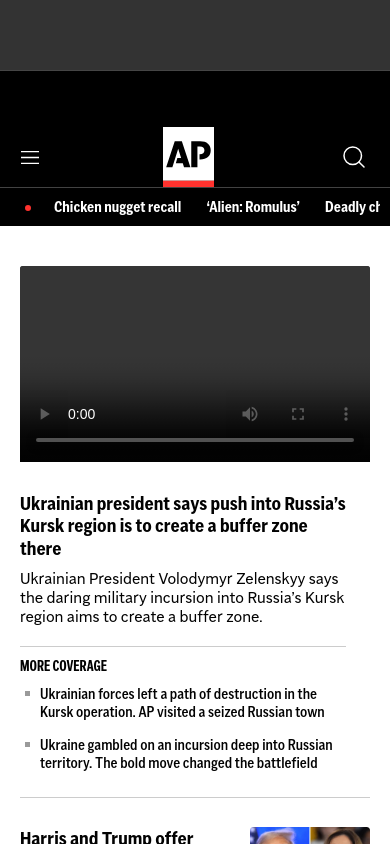 AP
Chicken nugget recall ‘Alien: Romulus’ Deadly
0:00
Ukrainian president says push into Russia’s
Kursk region is to create a buffer zone
there
Ukrainian President Volodymyr Zelenskyy says
the daring military incursion into Russia’s Kursk
region aims to create a buffer zone.
MORE COVERAGE
Ukrainian forces left a path of destruction in the
Kursk operation. AP visited a seized Russian town
Ukraine gambled on an incursion deep into Russian
territory. The bold move changed the battlefield
Harris and Trump offer